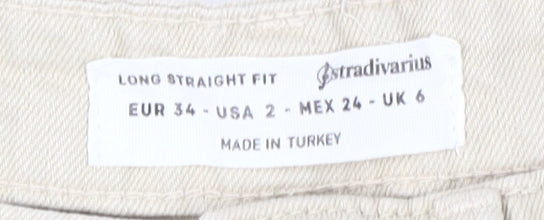 LONG STRAIGHT FIT stradivarius
EUR 34 - USA 2 - MEX 24 - UK 6
MADE IN TURKEY